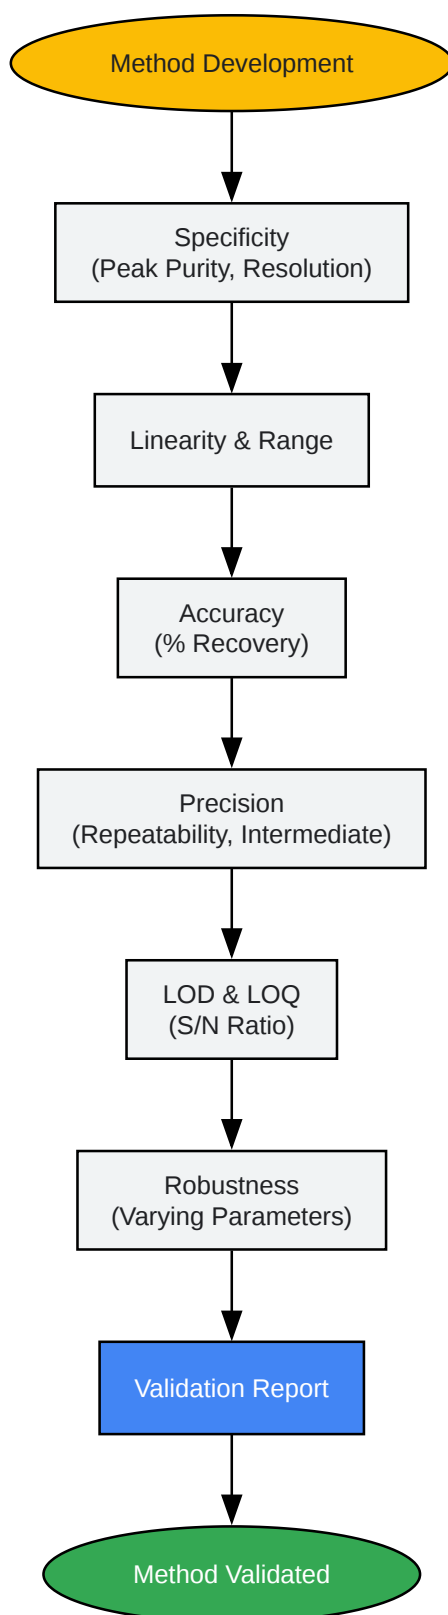 Method Development
Specificity
(Peak Purity, Resolution)
Linearity & Range
Accuracy
(% Recovery)
Precision
(Repeatability, Intermediate)
LOD & LOQ
(S/N Ratio)
Robustness
(Varying Parameters)
Validation Report
Method Validated